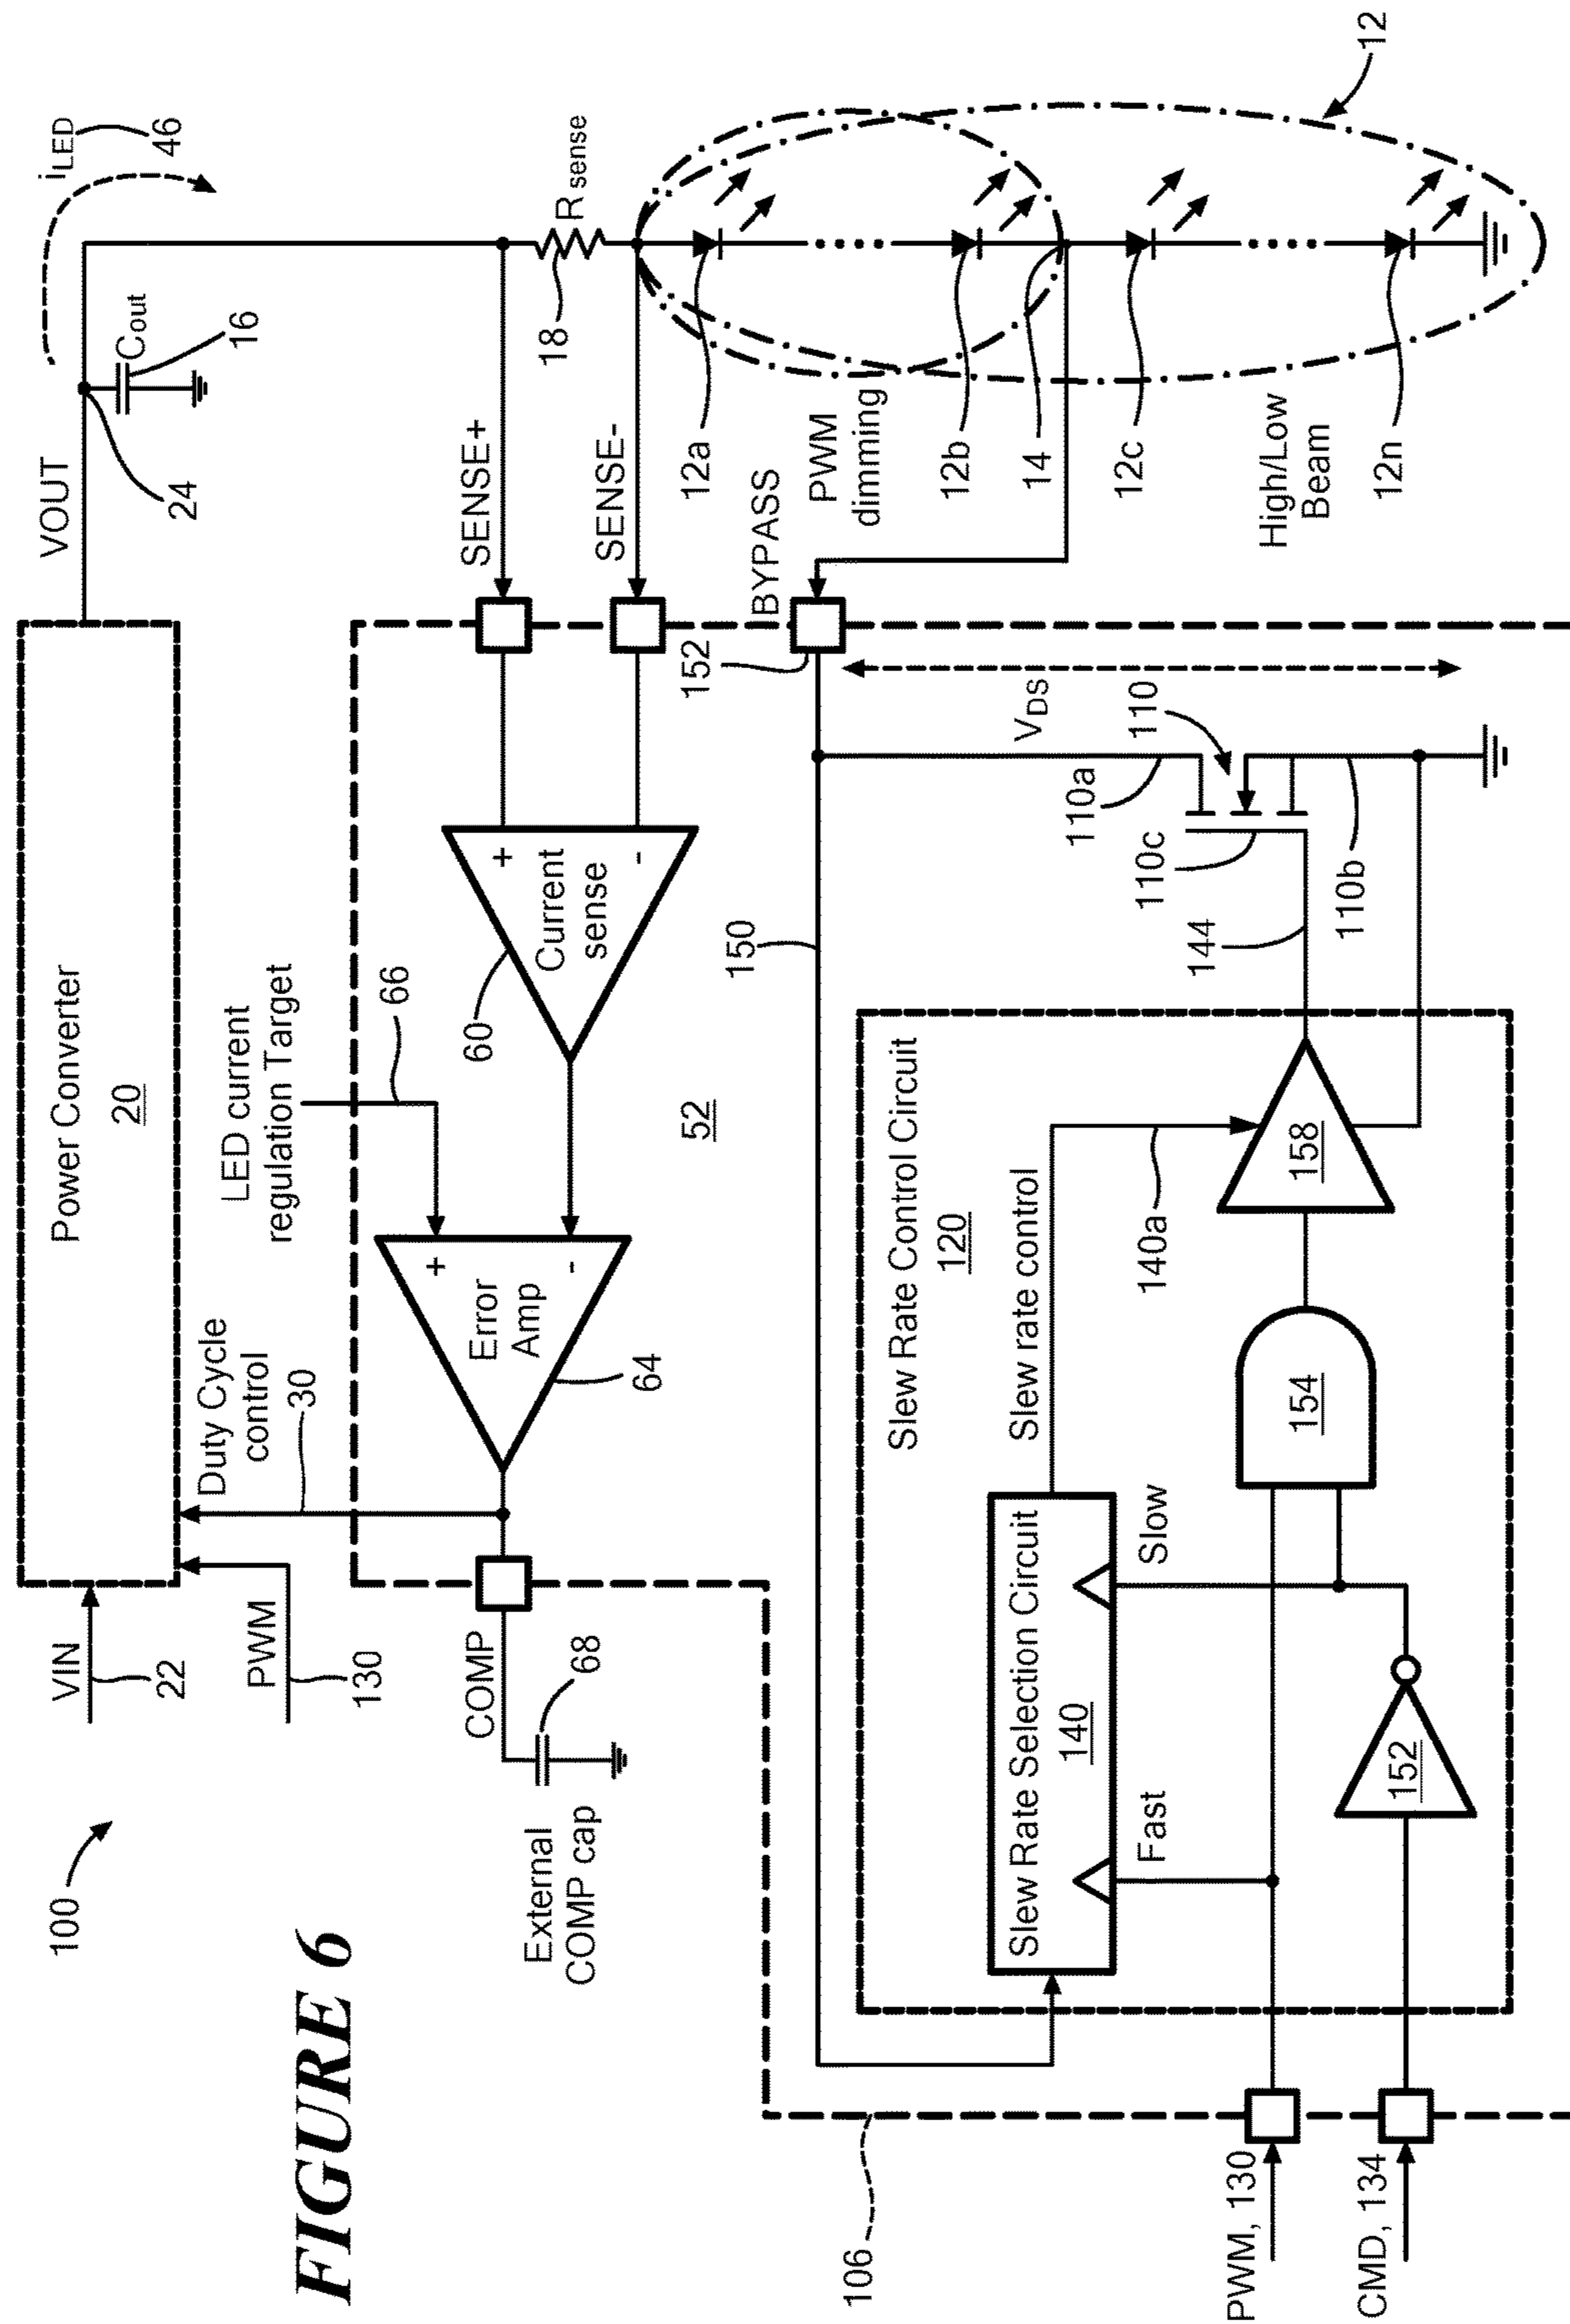 FIGURE 6
100
VIN
22
PWM
130
Power Converter
20
VOUT
24
Cout
16
iLED
46
Duty Cycle
control
30
LED current
regulation Target
66
COMP
68
External
COMP cap
Error
Amp
+
-
64
Current
sense
+
-
60
52
SENSE+
SENSE-
Rsense
18
12
12a
PWM
dimming
12b
14
12c
High/Low
Beam
12n
BYPASS
152
150
VDS
110
110a
110c
110b
144
Slew Rate Control Circuit
120
Slew Rate Selection Circuit
140
Fast
Slow
Slew rate control
140a
158
154
152
106
PWM, 130
CMD, 134